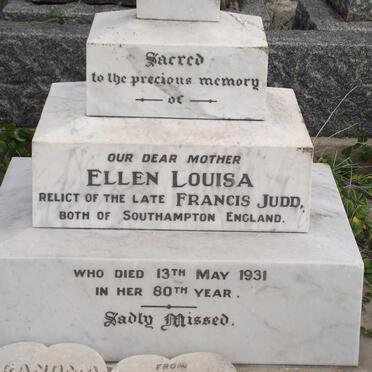 Sacred
to the precious memory
of
OUR DEAR MOTHER
ELLEN LOUISA
RELICT OF THE LATE FRANCIS JUDD,
BOTH OF SOUTHAMPTON ENGLAND.
WHO DIED 13TH MAY 1931
IN HER 80TH YEAR.
Sadly Missed.
FROM